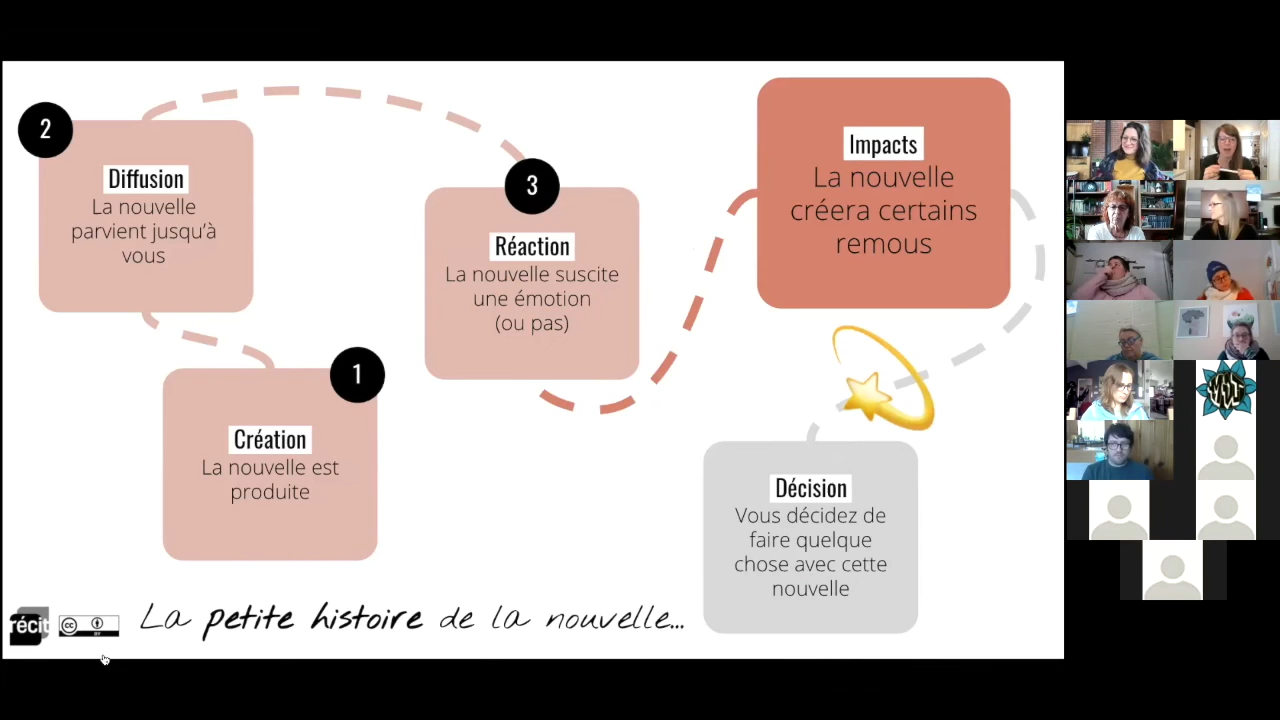 2
Diffusion
La nouvelle
parvient jusqu'à
vous
3
Réaction
La nouvelle suscite
une émotion
(ou pas)
Impacts
La nouvelle
créera certains
remous
1
Création
La nouvelle est
produite
Décision
Vous décidez de
faire quelque
chose avec cette
nouvelle
récit
cc
BY
La petite histoire de la nouvelle...